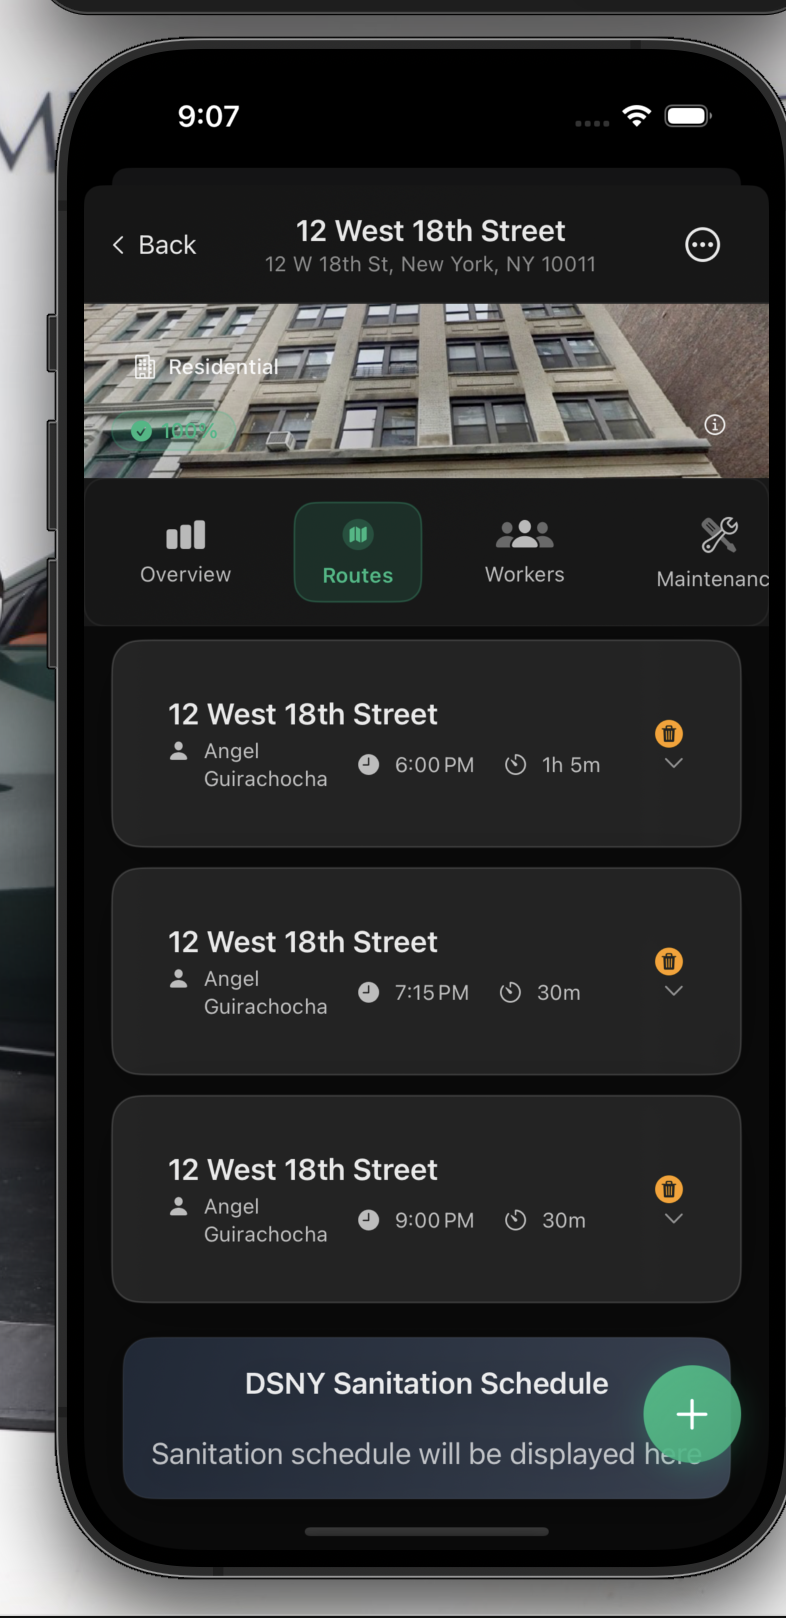 9:07
Back
12 West 18th Street
12 W 18th St, New York, NY 10011
Residential
100%
Overview
Routes
Workers
Maintenanc
12 West 18th Street
Angel
Guirachocha
6:00 PM
1h 5m
12 West 18th Street
Angel
Guirachocha
7:15 PM
30m
12 West 18th Street
Angel
Guirachocha
9:00 PM
30m
DSNY Sanitation Schedule
Sanitation schedule will be displayed here